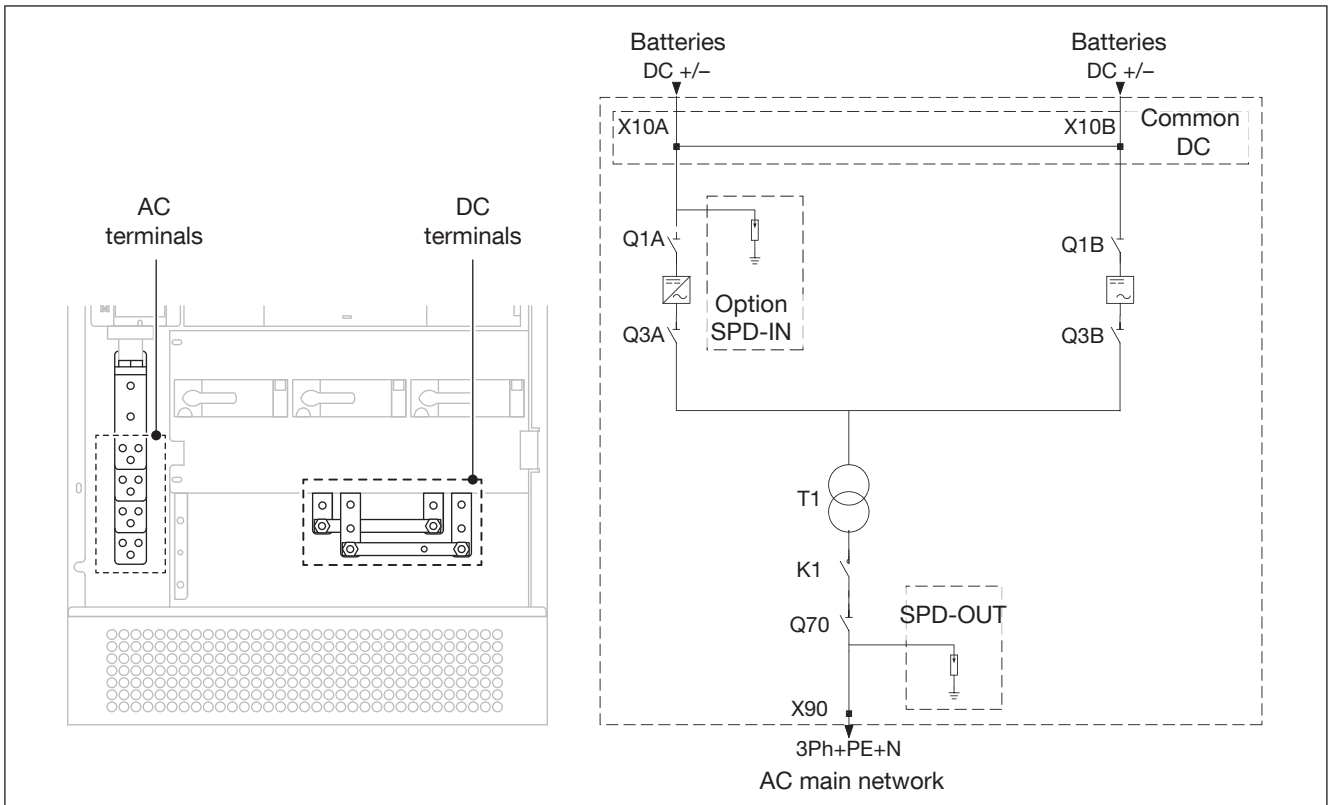 AC
terminals
DC
terminals
Batteries
DC +/–
Batteries
DC +/–
X10A
X10B
Common
DC
Q1A
Q1B
Option
SPD-IN
Q3A
Q3B
T1
K1
Q70
SPD-OUT
X90
3Ph+PE+N
AC main network